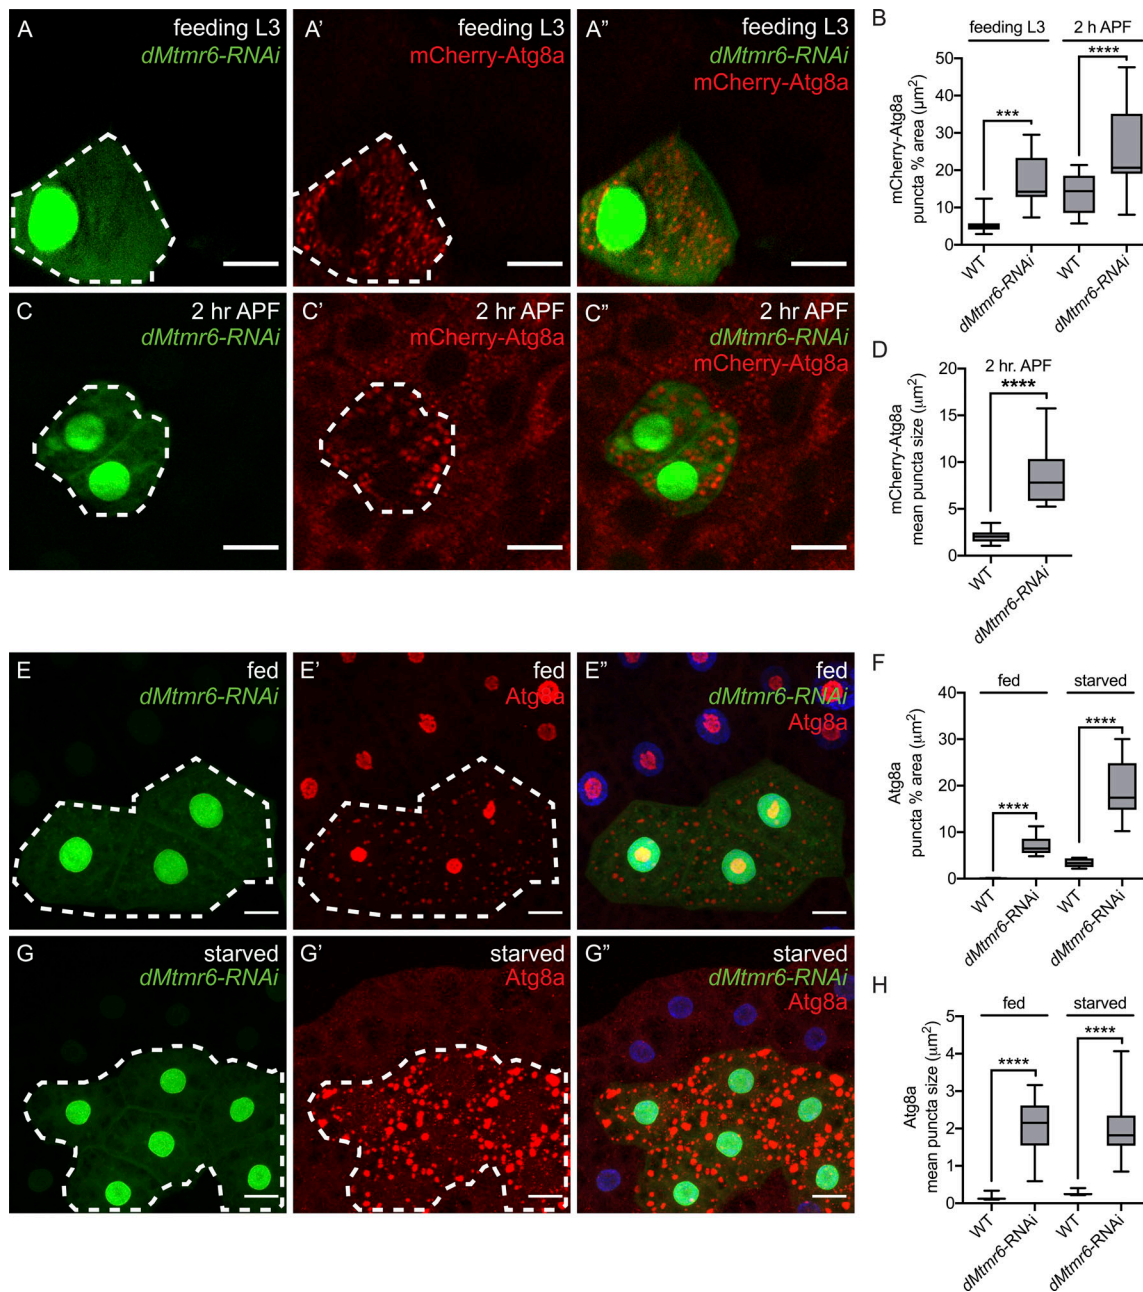 A
feeding L3
dMtmr6-RNAi
A'
feeding L3
mCherry-Atg8a
A"
feeding L3
dMtmr6-RNAi
mCherry-Atg8a
B
feeding L3
2 h APF
mCherry-Atg8a
puncta % area (μm²)
50
40
30
20
10
0
***
****
WT
dMtmr6-RNAi
WT
dMtmr6-RNAi
C
2 hr APF
dMtmr6-RNAi
C'
2 hr APF
mCherry-Atg8a
C"
2 hr APF
dMtmr6-RNAi
mCherry-Atg8a
D
2 hr. APF
mCherry-Atg8a
mean puncta size (μm²)
20
15
10
5
0
****
WT
dMtmr6-RNAi
E
fed
dMtmr6-RNAi
E'
fed
Atg8a
E"
fed
dMtmr6-RNAi
Atg8a
F
fed
starved
Atg8a
puncta % area (μm²)
40
30
20
10
0
****
****
WT
dMtmr6-RNAi
WT
dMtmr6-RNAi
G
starved
dMtmr6-RNAi
G'
starved
Atg8a
G"
starved
dMtmr6-RNAi
Atg8a
H
fed
starved
Atg8a
mean puncta size (μm²)
5
4
3
2
1
0
****
****
WT
dMtmr6-RNAi
WT
dMtmr6-RNAi